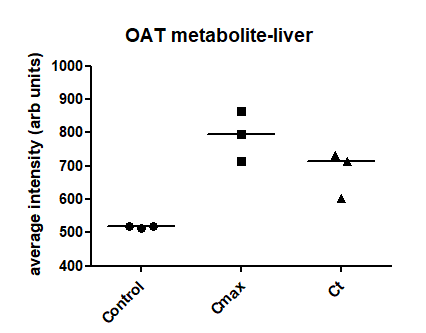 OAT metabolite-liver
average intensity (arb units)
1000
900
800
700
600
500
400
Control
Cmax
Ct